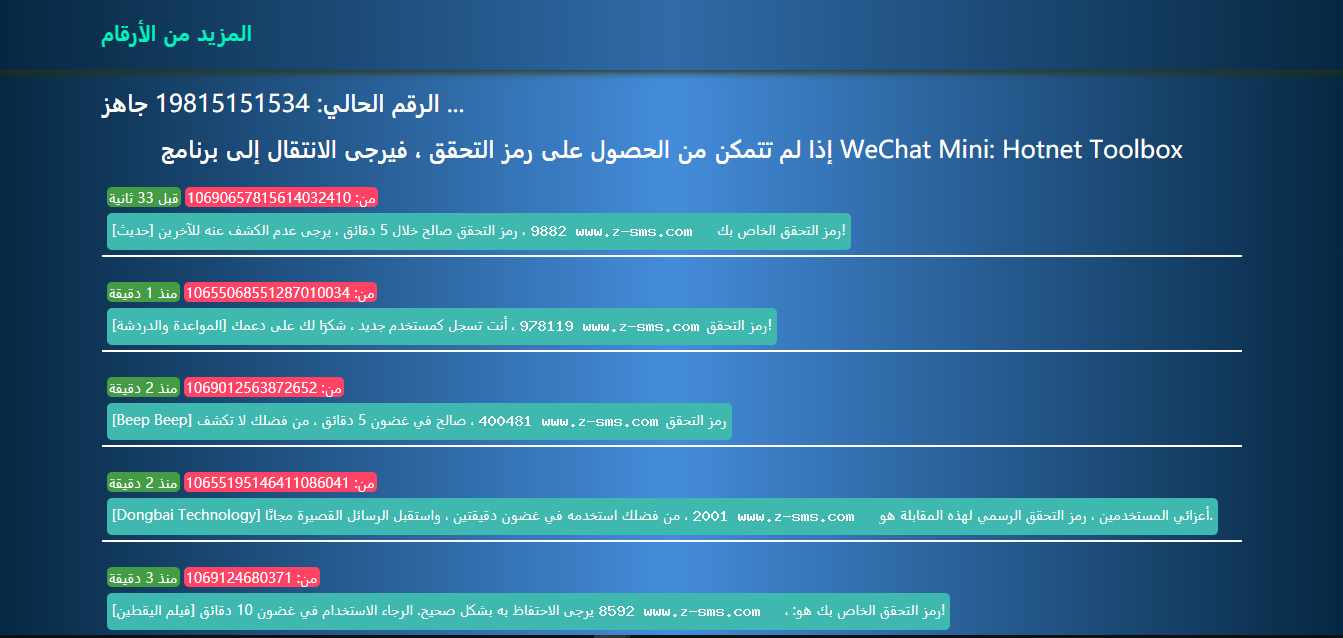 المزيد من الأرقام
الرقم الحالي: 19815151534 جاهز ...
إذا لم تتمكن من الحصول على رمز التحقق ، فيرجى الانتقال إلى برنامج WeChat Mini: Hotnet Toolbox
قبل 33 ثانية من: 10690657815614032410
[حديث] رمز التحقق الخاص بك 9882 www.z-sms.com ، رمز التحقق صالح خلال 5 دقائق ، يرجى عدم الكشف عنه للآخرين!
منذ 1 دقيقة من: 10655068551287010034
[المواعدة والدردشة] رمز التحقق 978119 www.z-sms.com ، أنت تسجل كمستخدم جديد ، شكرًا لك على دعمك!
منذ 2 دقيقة من: 1069012563872652
[Beep Beep] رمز التحقق 400481 www.z-sms.com ، صالح في غضون 5 دقائق ، من فضلك لا تكشف
منذ 2 دقيقة من: 10655195146411086041
[Dongbai Technology] أعزائي المستخدمين ، رمز التحقق الرسمي لهذه المقابلة هو 2001 www.z-sms.com ، من فضلك استخدمه في غضون دقيقتين ، واستقبل الرسائل القصيرة مجانًا.
منذ 3 دقيقة من: 1069124680371
[فيلم اليقطين] رمز التحقق الخاص بك هو: ، 8592 www.z-sms.com يرجى الاحتفاظ به بشكل صحيح. الرجاء الاستخدام في غضون 10 دقائق!